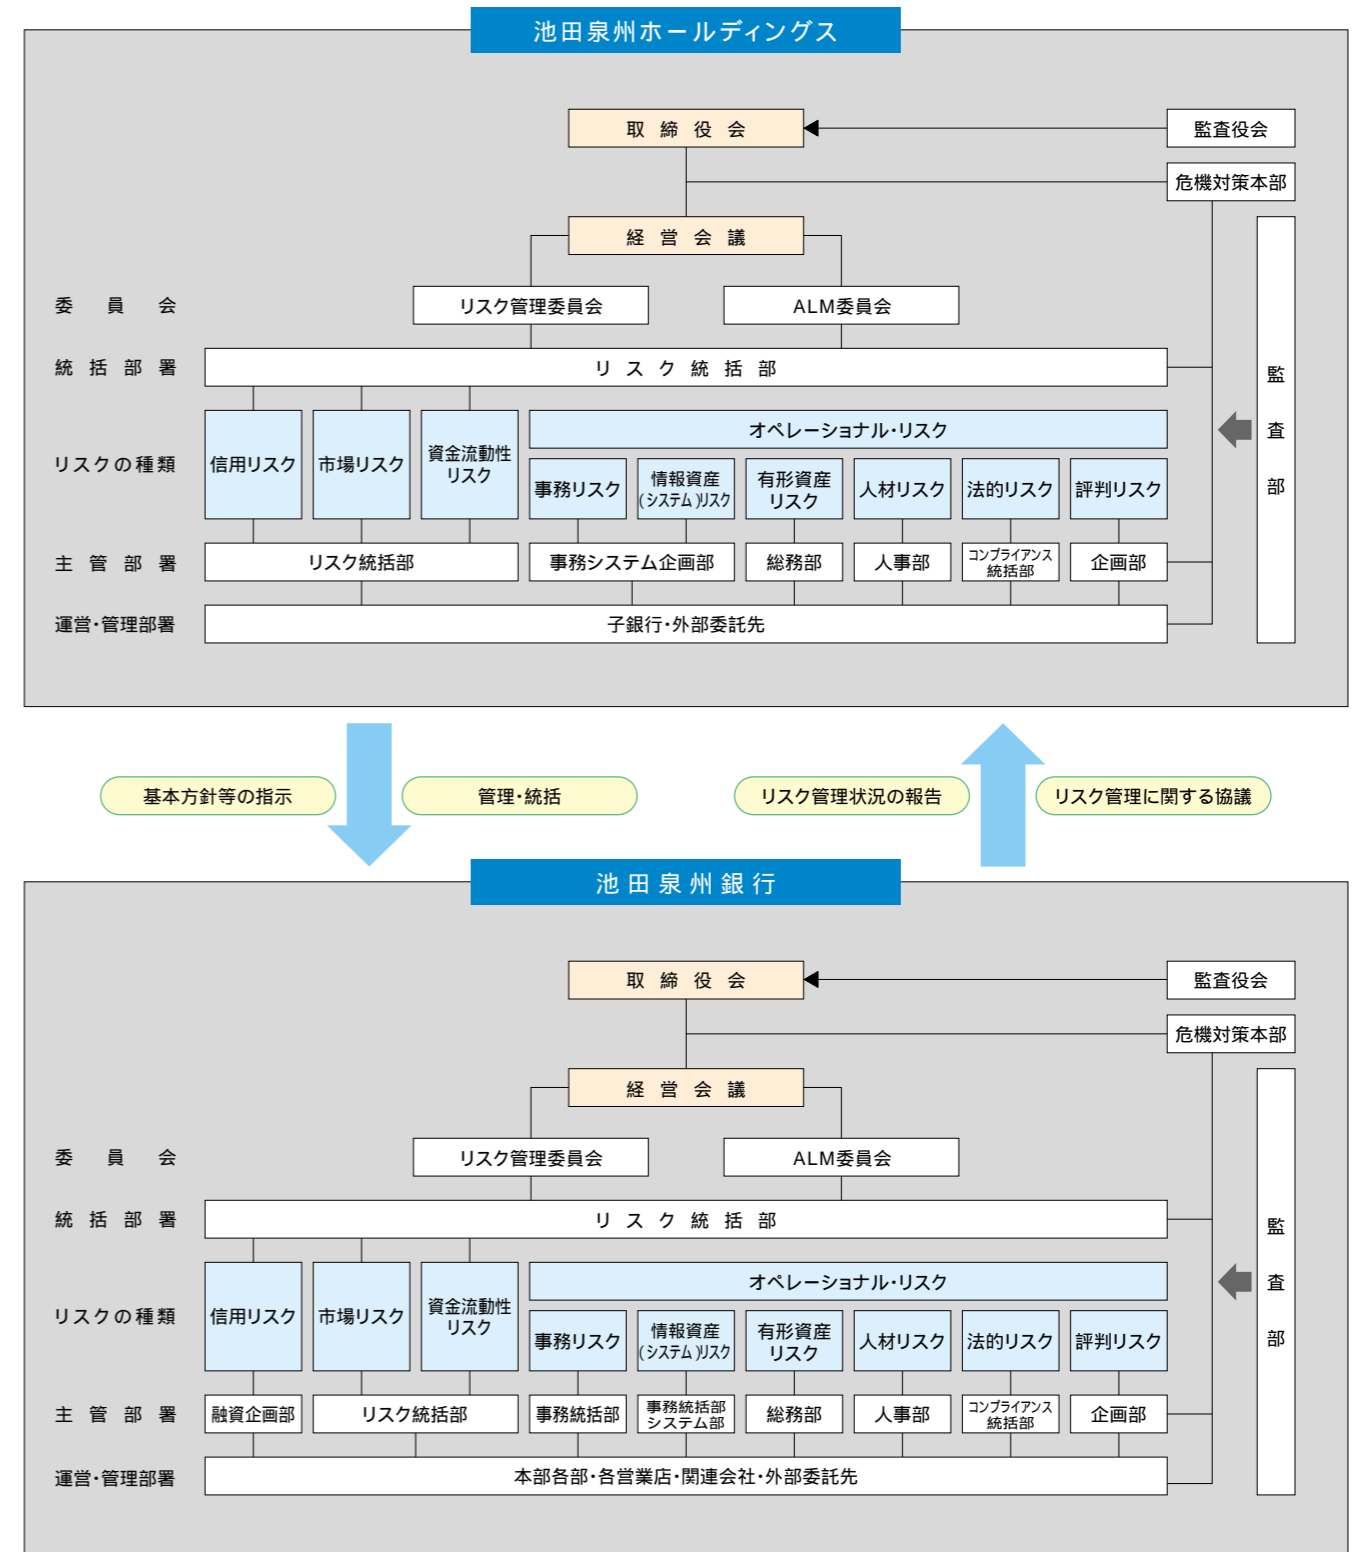 池田泉州ホールディングス
取締役会
監査役会
危機対策本部
経営会議
委員会
リスク管理委員会
ALM委員会
統括部署
リスク統括部
監査部
リスクの種類
信用リスク
市場リスク
資金流動性
リスク
オペレーショナル・リスク
事務リスク
情報資産
(システム)リスク
有形資産
リスク
人材リスク
法的リスク
評判リスク
主管部署
リスク統括部
事務システム企画部
総務部
人事部
コンプライアンス
統括部
企画部
運営・管理部署
子銀行・外部委託先
基本方針等の指示
管理・統括
リスク管理状況の報告
リスク管理に関する協議
池田泉州銀行
取締役会
監査役会
危機対策本部
経営会議
委員会
リスク管理委員会
ALM委員会
統括部署
リスク統括部
監査部
リスクの種類
信用リスク
市場リスク
資金流動性
リスク
オペレーショナル・リスク
事務リスク
情報資産
(システム)リスク
有形資産
リスク
人材リスク
法的リスク
評判リスク
主管部署
融資企画部
リスク統括部
事務統括部
事務統括部
システム部
総務部
人事部
コンプライアンス
統括部
企画部
運営・管理部署
本部各部・各営業店・関連会社・外部委託先